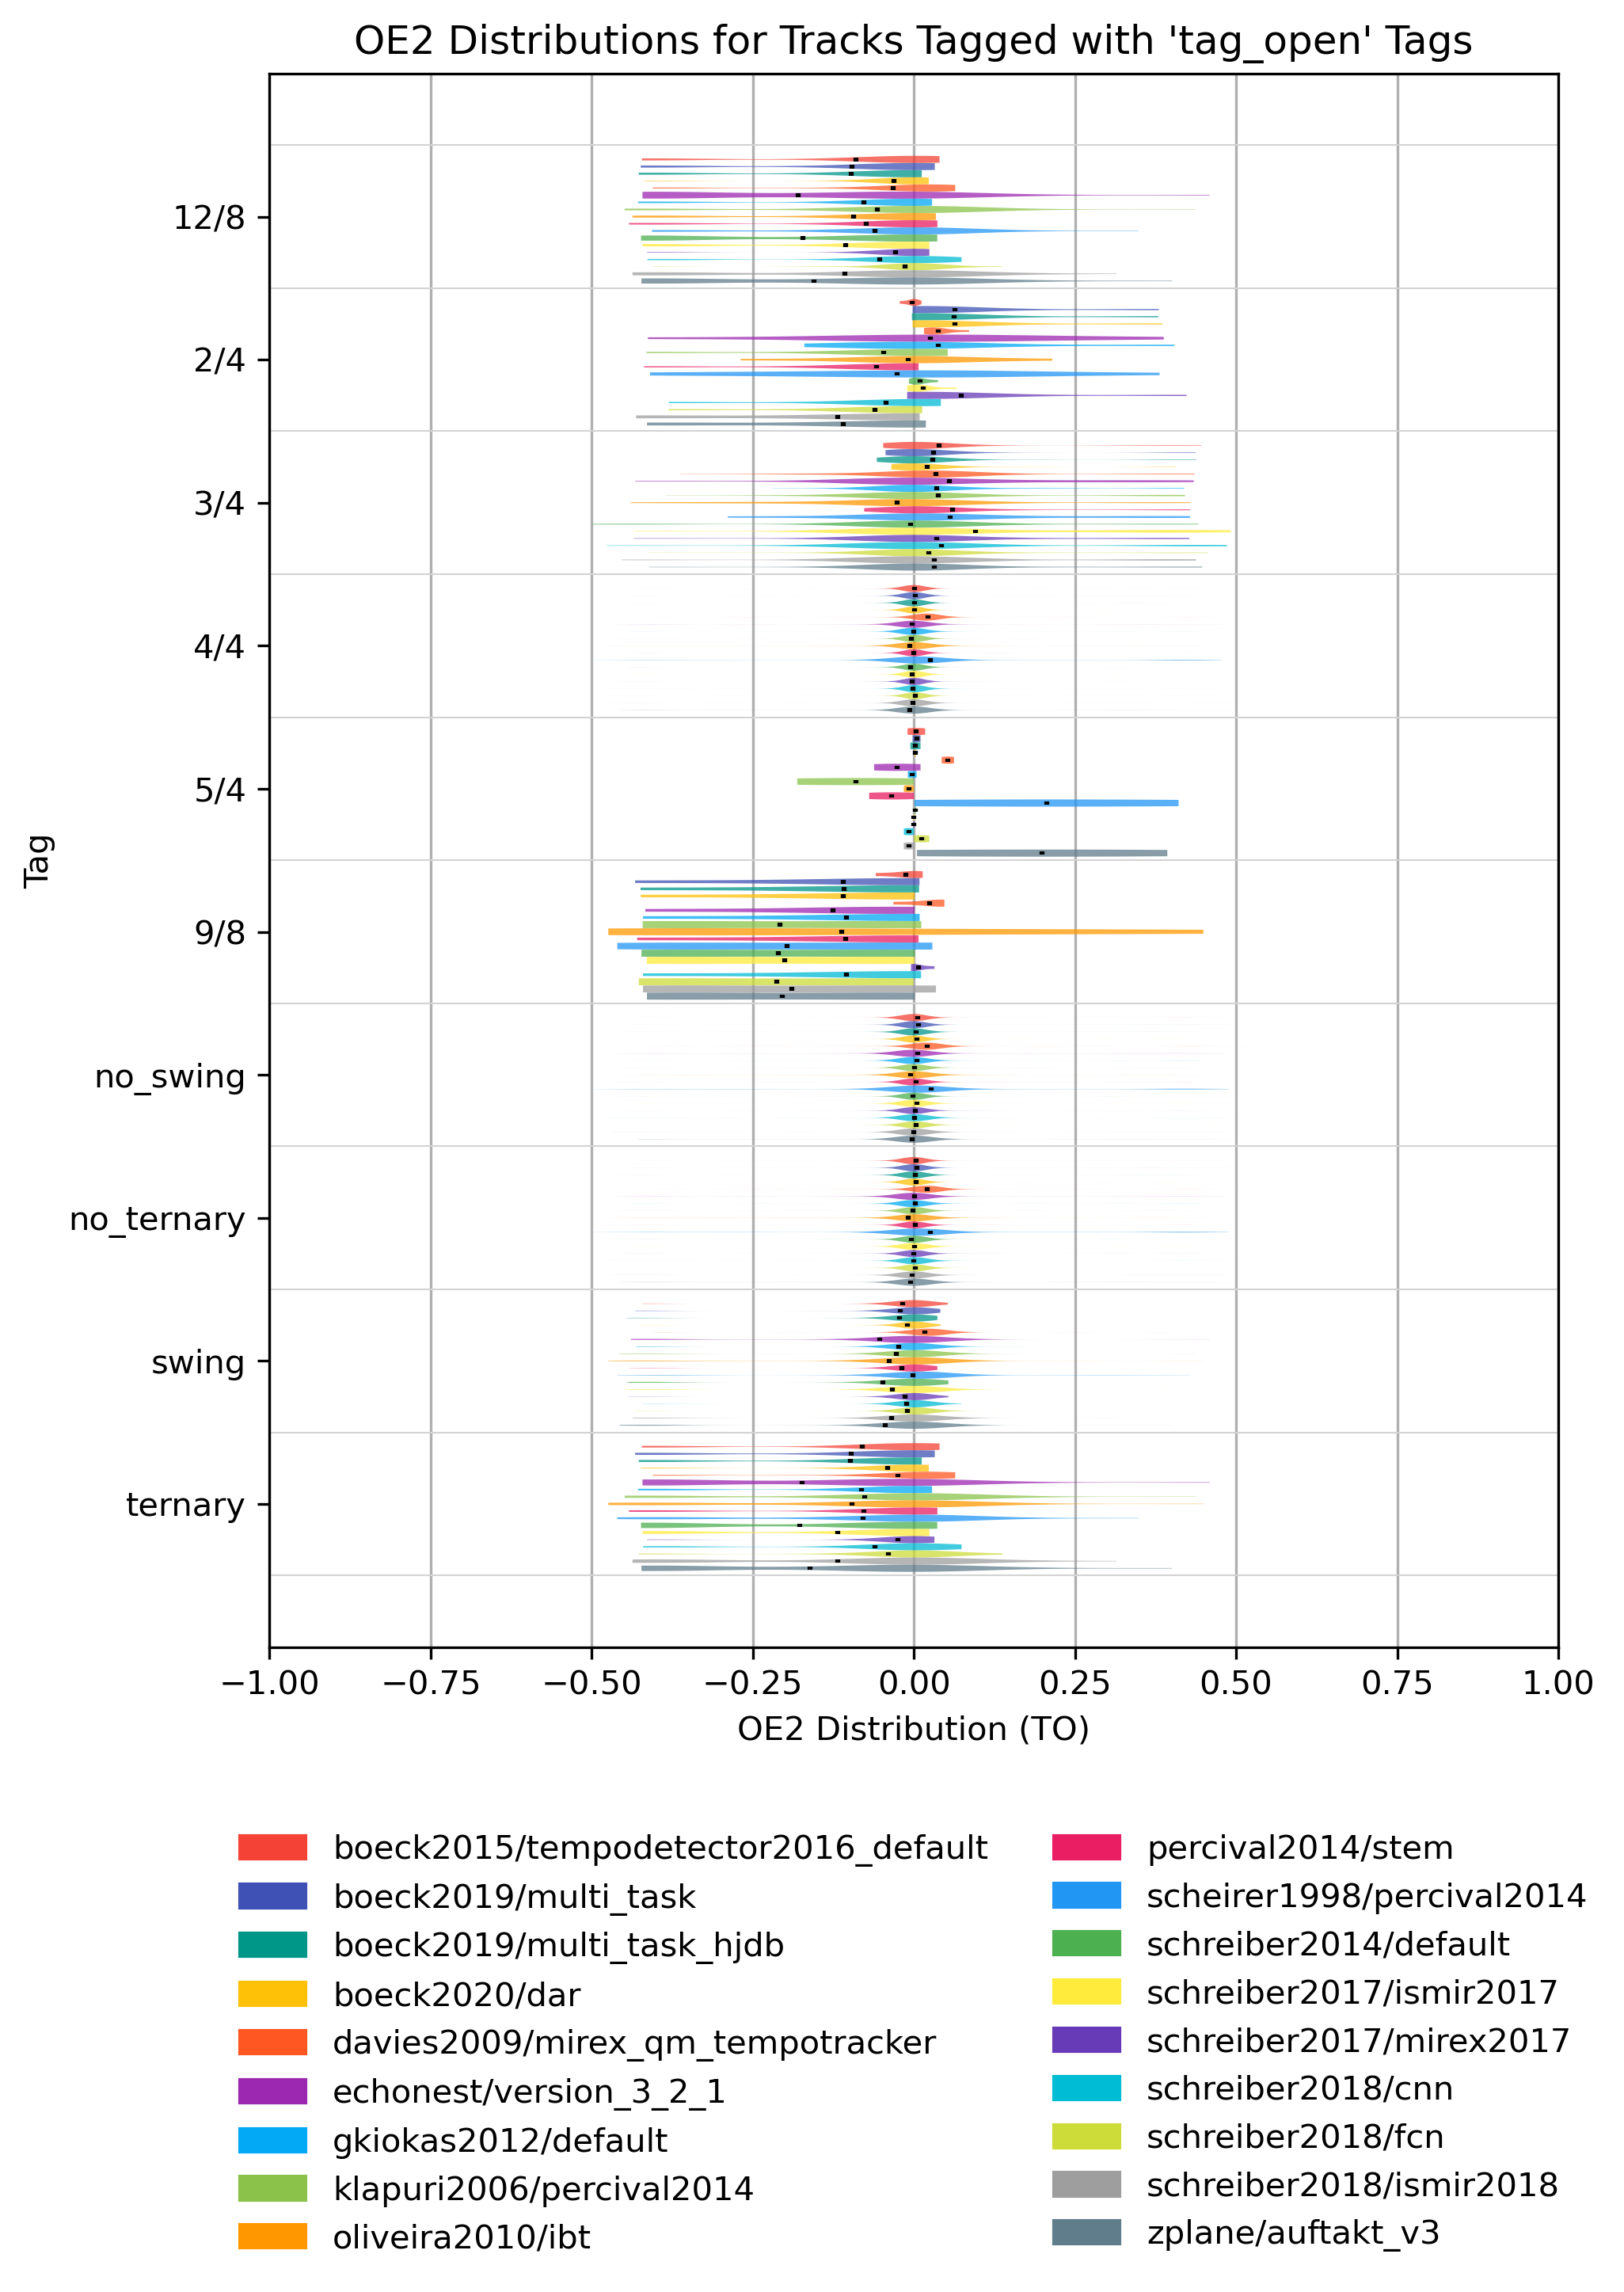 OE2 Distributions for Tracks Tagged with 'tag_open' Tags
12/8
2/4
3/4
4/4
5/4
9/8
no_swing
no_ternary
swing
ternary
Tag
−1.00 −0.75 −0.50 −0.25 0.00 0.25 0.50 0.75 1.00
OE2 Distribution (TO)
boeck2015/tempodetector2016_default
boeck2019/multi_task
boeck2019/multi_task_hjdb
boeck2020/dar
davies2009/mirex_qm_tempotracker
echonest/version_3_2_1
gkiokas2012/default
klapuri2006/percival2014
oliveira2010/ibt
percival2014/stem
scheirer1998/percival2014
schreiber2014/default
schreiber2017/ismir2017
schreiber2017/mirex2017
schreiber2018/cnn
schreiber2018/fcn
schreiber2018/ismir2018
zplane/auftakt_v3